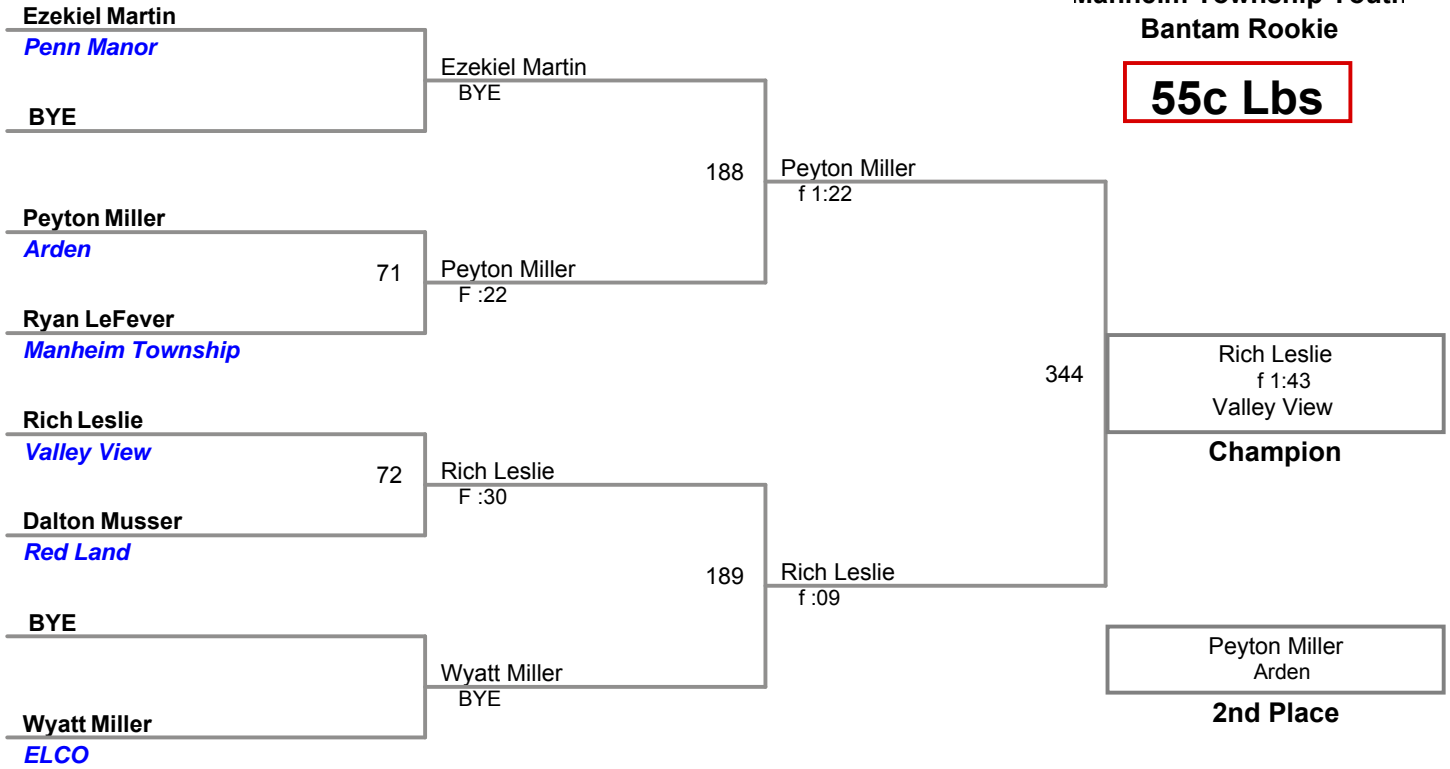 Manheim Township Youth
Bantam Rookie
55c Lbs
Ezekiel Martin
Penn Manor
BYE
Ezekiel Martin
BYE
Peyton Miller
Arden
71
Ryan LeFever
Manheim Township
Peyton Miller
F :22
188
Peyton Miller
f 1:22
Rich Leslie
Valley View
72
Dalton Musser
Red Land
Rich Leslie
F :30
BYE
Wyatt Miller
ELCO
Wyatt Miller
BYE
189
Rich Leslie
f :09
344
Rich Leslie
f 1:43
Valley View
Champion
Peyton Miller
Arden
2nd Place